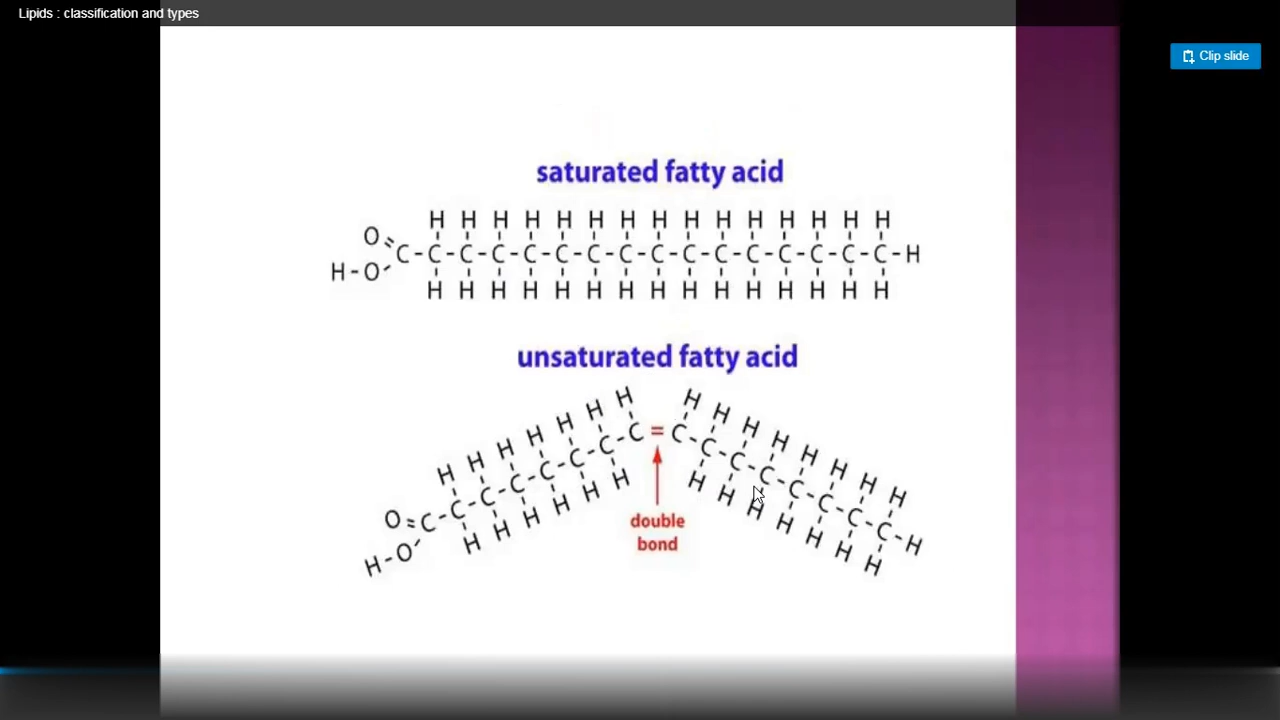 Lipids : classification and types
Clip slide
saturated fatty acid
H H H H H H H H H H H H H H H
O
C-C-C-C-C-C-C-C-C-C-C-C-C-C-C-C-H
H-O
H H H H H H H H H H H H H H H
unsaturated fatty acid
H H H H H H H H H H H H H H H
O=C-C-C-C-C-C-C-C=C-C-C-C-C-C-C-C-H
H-O
H H H H H H H H H H H H H
double
bond